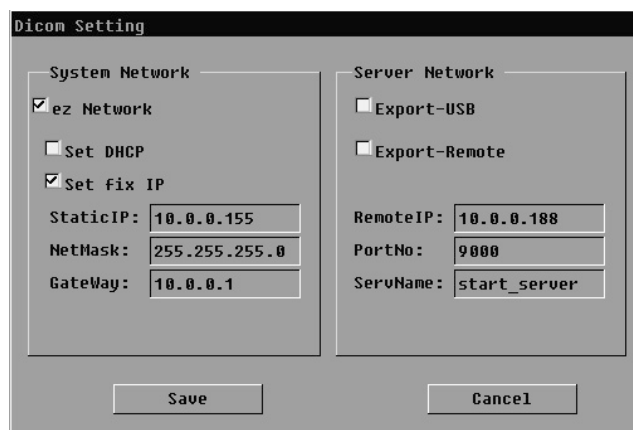 Dicom Setting
System Network
ez Network
Set DHCP
Set fix IP
StaticIP: 10.0.0.155
NetMask: 255.255.255.0
GateWay: 10.0.0.1
Server Network
Export-USB
Export-Remote
RemoteIP: 10.0.0.188
PortNo: 9000
ServName: start_server
Save
Cancel